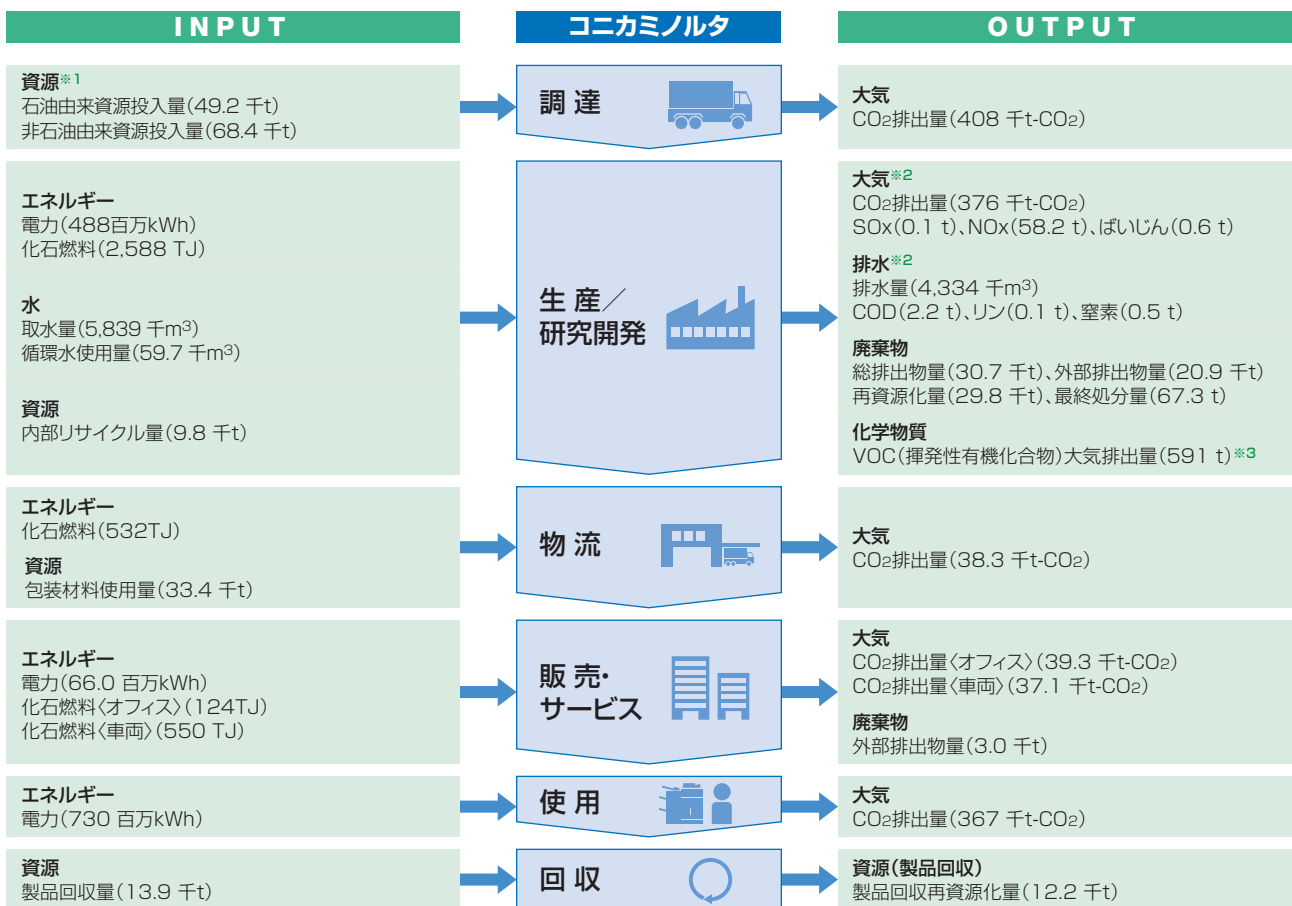 INPUT
コニカミノルタ
OUTPUT
資源※1
石油由来資源投入量(49.2 千t)
非石油由来資源投入量(68.4 千t)
調達
大気
CO2排出量(408 千t-CO2)
エネルギー
電力(488百万kWh)
化石燃料(2,588 TJ)
水
取水量(5,839 千m3)
循環水使用量(59.7 千m3)
資源
内部リサイクル量(9.8 千t)
生産/
研究開発
大気※2
CO2排出量(376 千t-CO2)
SOx(0.1 t)、NOx(58.2 t)、ばいじん(0.6 t)
排水※2
排水量(4,334 千m3)
COD(2.2 t)、リン(0.1 t)、窒素(0.5 t)
廃棄物
総排出物量(30.7 千t)、外部排出物量(20.9 千t)
再資源化量(29.8 千t)、最終処分量(67.3 t)
化学物質
VOC(揮発性有機化合物)大気排出量(591 t)※3
エネルギー
化石燃料(532TJ)
資源
包装材料使用量(33.4 千t)
物流
大気
CO2排出量(38.3 千t-CO2)
エネルギー
電力(66.0 百万kWh)
化石燃料〈オフィス〉(124TJ)
化石燃料〈車両〉(550 TJ)
販売・
サービス
大気
CO2排出量〈オフィス〉(39.3 千t-CO2)
CO2排出量〈車両〉(37.1 千t-CO2)
廃棄物
外部排出物量(3.0 千t)
エネルギー
電力(730 百万kWh)
使用
大気
CO2排出量(367 千t-CO2)
資源
製品回収量(13.9 千t)
回収
資源(製品回収)
製品回収再資源化量(12.2 千t)